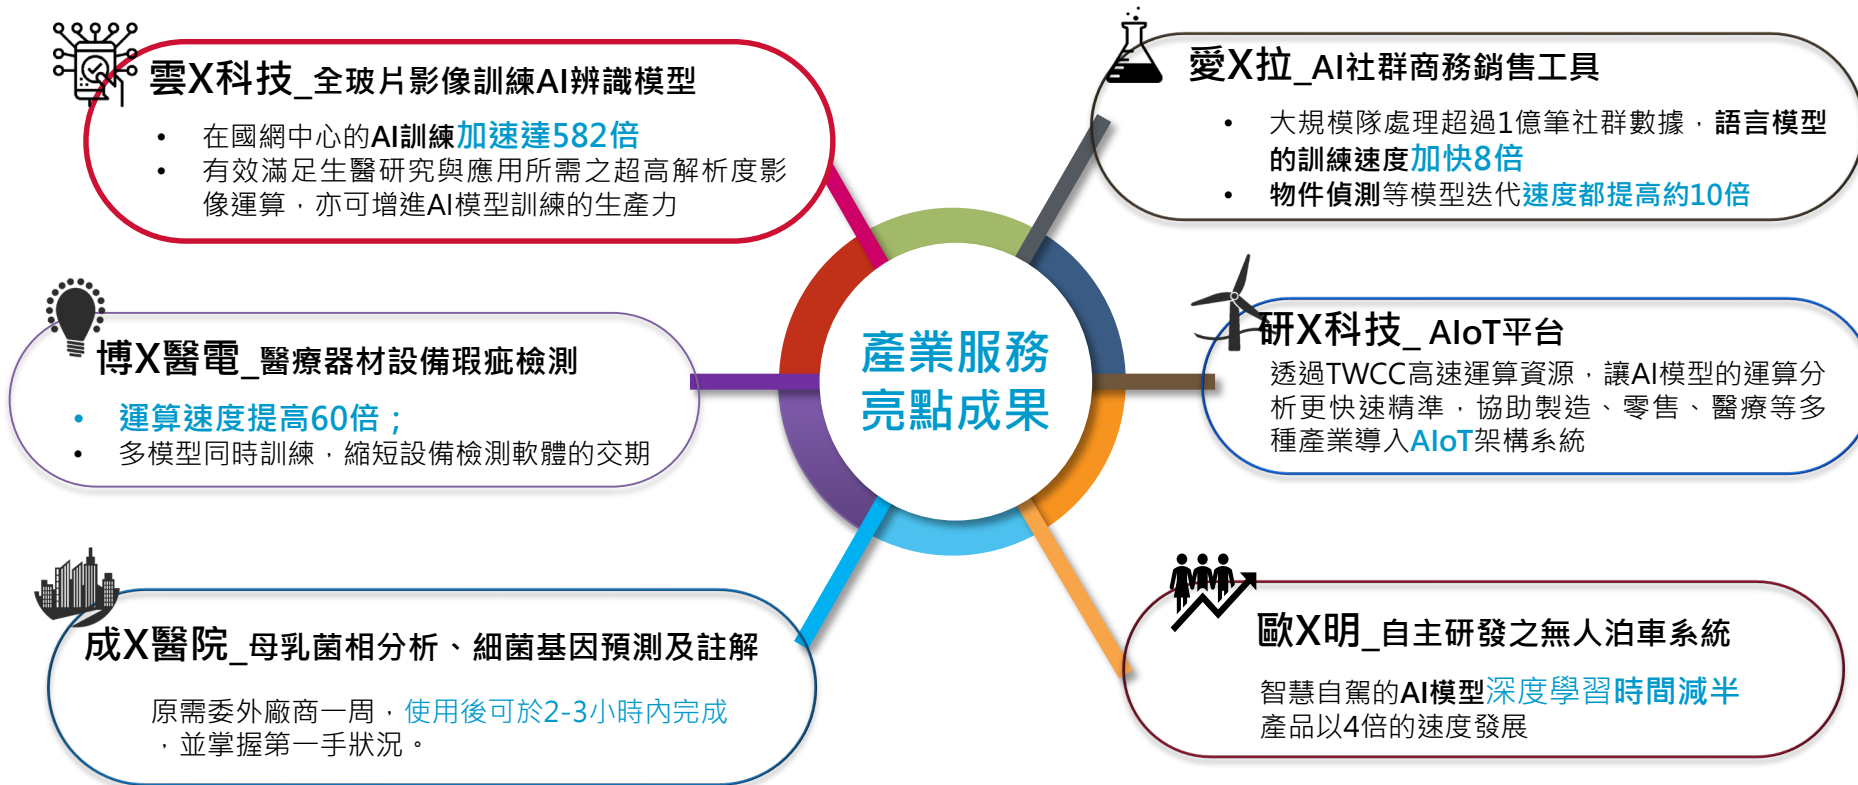 雲X科技_全玻片影像訓練AI辨識模型
• 在國網中心的AI訓練加速達582倍
• 有效滿足生醫研究與應用所需之超高解析度影
像運算，亦可增進AI模型訓練的生產力
博X醫電_醫療器材設備瑕疵檢測
• 運算速度提高60倍；
• 多模型同時訓練，縮短設備檢測軟體的交期
成X醫院_母乳菌相分析、細菌基因預測及註解
原需委外廠商一周，使用後可於2-3小時內完成
，並掌握第一手狀況。
產業服務
亮點成果
愛X拉_AI社群商務銷售工具
• 大規模隊處理超過1億筆社群數據，語言模型
的訓練速度加快8倍
• 物件偵測等模型迭代速度都提高約10倍
研X科技_ AIoT平台
透過TWCC高速運算資源，讓AI模型的運算分
析更快速精準，協助製造、零售、醫療等多
種產業導入AIoT架構系統
歐X明_自主研發之無人泊車系統
智慧自駕的AI模型深度學習時間減半
產品以4倍的速度發展